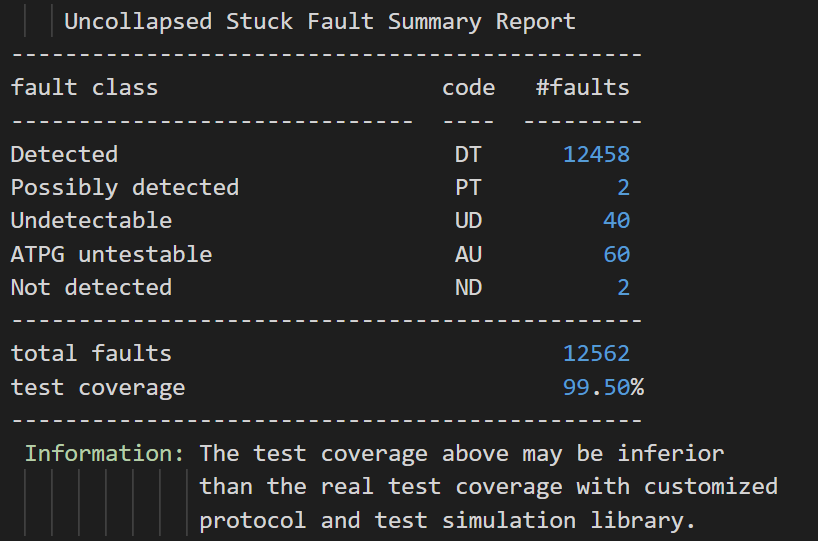 Uncollapsed Stuck Fault Summary Report
-----------------------------------------------
fault class                     code   #faults
------------------------------  ----  ---------
Detected                         DT      12458
Possibly detected                PT          2
Undetectable                     UD         40
ATPG untestable                  AU         60
Not detected                     ND          2
-----------------------------------------------
total faults                             12562
test coverage                            99.50%
-----------------------------------------------
Information: The test coverage above may be inferior
than the real test coverage with customized
protocol and test simulation library.